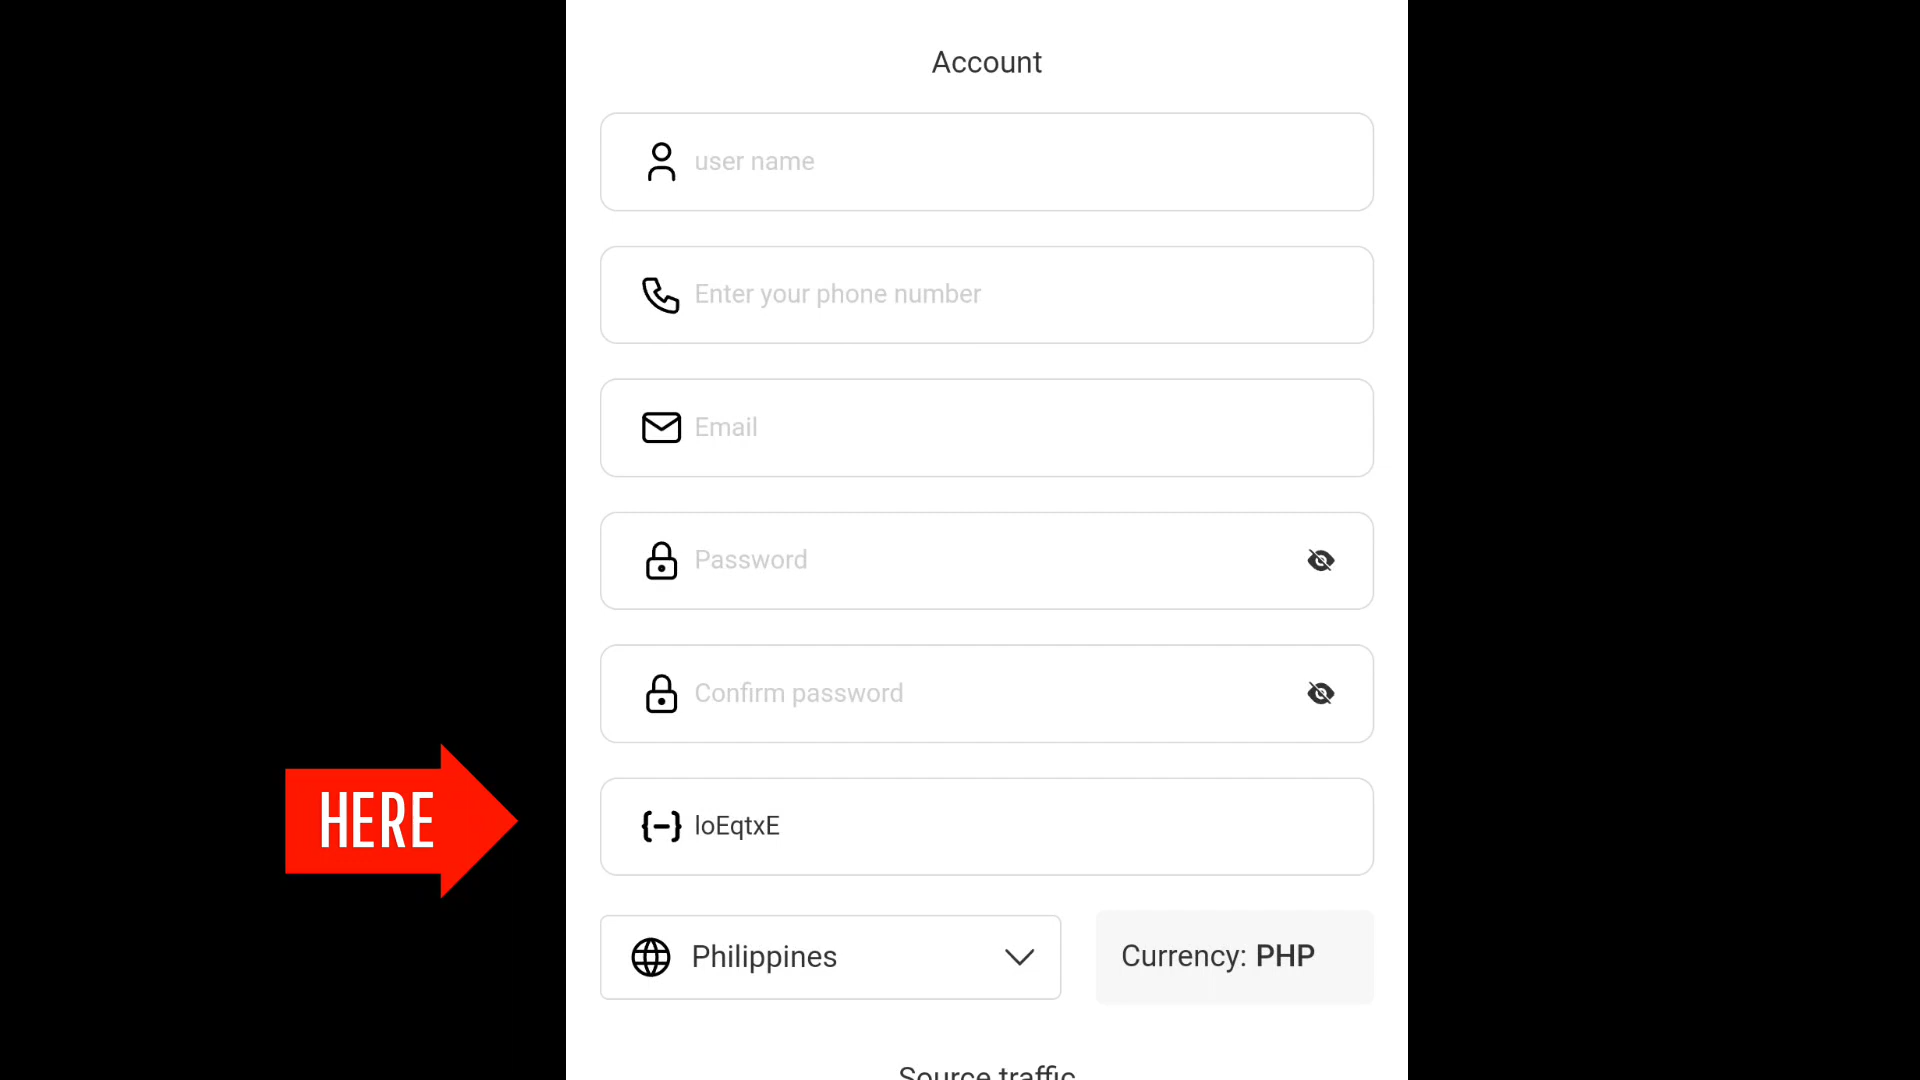 Account
user name
Enter your phone number
Email
Password
Confirm password
HERE
loEqtxE
Philippines
Currency: PHP
Source traffic